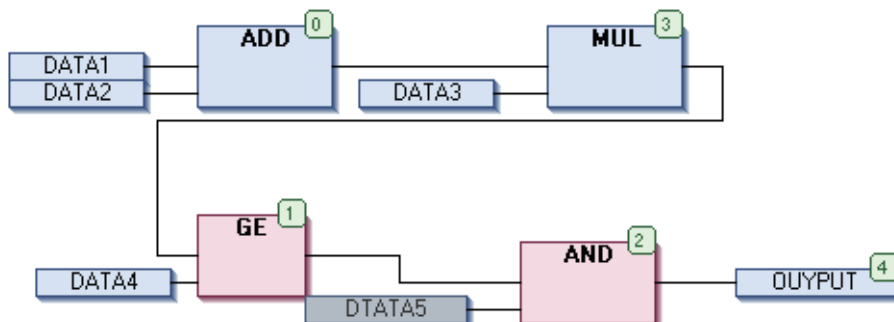 ADD 0
MUL 3
DATA1
DATA2
DATA3
GE 1
AND 2
DATA4
OUYPUT 4
DTATA5